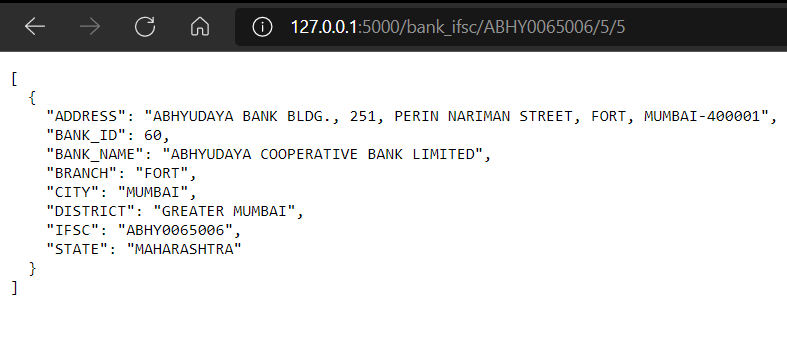 127.0.0.1:5000/bank_ifsc/ABHY0065006/5/5
[
  {
    "ADDRESS": "ABHYUDAYA BANK BLDG., 251, PERIN NARIMAN STREET, FORT, MUMBAI-400001",
    "BANK_ID": 60,
    "BANK_NAME": "ABHYUDAYA COOPERATIVE BANK LIMITED",
    "BRANCH": "FORT",
    "CITY": "MUMBAI",
    "DISTRICT": "GREATER MUMBAI",
    "IFSC": "ABHY0065006",
    "STATE": "MAHARASHTRA"
  }
]